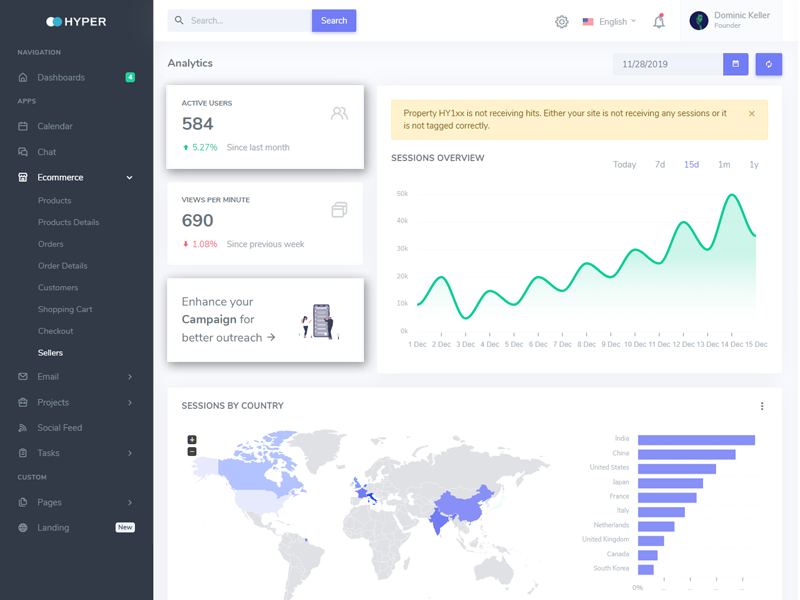 HYPER
NAVIGATION
Dashboards 4
APPS
Calendar
Chat
Ecommerce
Products
Products Details
Orders
Order Details
Customers
Shopping Cart
Checkout
Sellers
Email
Projects
Social Feed
Tasks
CUSTOM
Pages
Landing New
Search... Search
English
Dominic Keller
Founder
Analytics
11/28/2019
ACTIVE USERS
584
5.27% Since last month
VIEWS PER MINUTE
690
1.08% Since previous week
Enhance your
Campaign for
better outreach →
Property HY1xx is not receiving hits. Either your site is not receiving any sessions or it
is not tagged correctly.
SESSIONS OVERVIEW
Today 7d 15d 1m 1y
50k
40k
30k
20k
10k
0k
1 Dec 2 Dec 3 Dec 4 Dec 5 Dec 6 Dec 7 Dec 8 Dec 9 Dec 10 Dec 11 Dec 12 Dec 13 Dec 14 Dec 15 Dec
SESSIONS BY COUNTRY
+
−
India
China
United States
Japan
France
Italy
Netherlands
United Kingdom
Canada
South Korea
0% ... ... ... ...